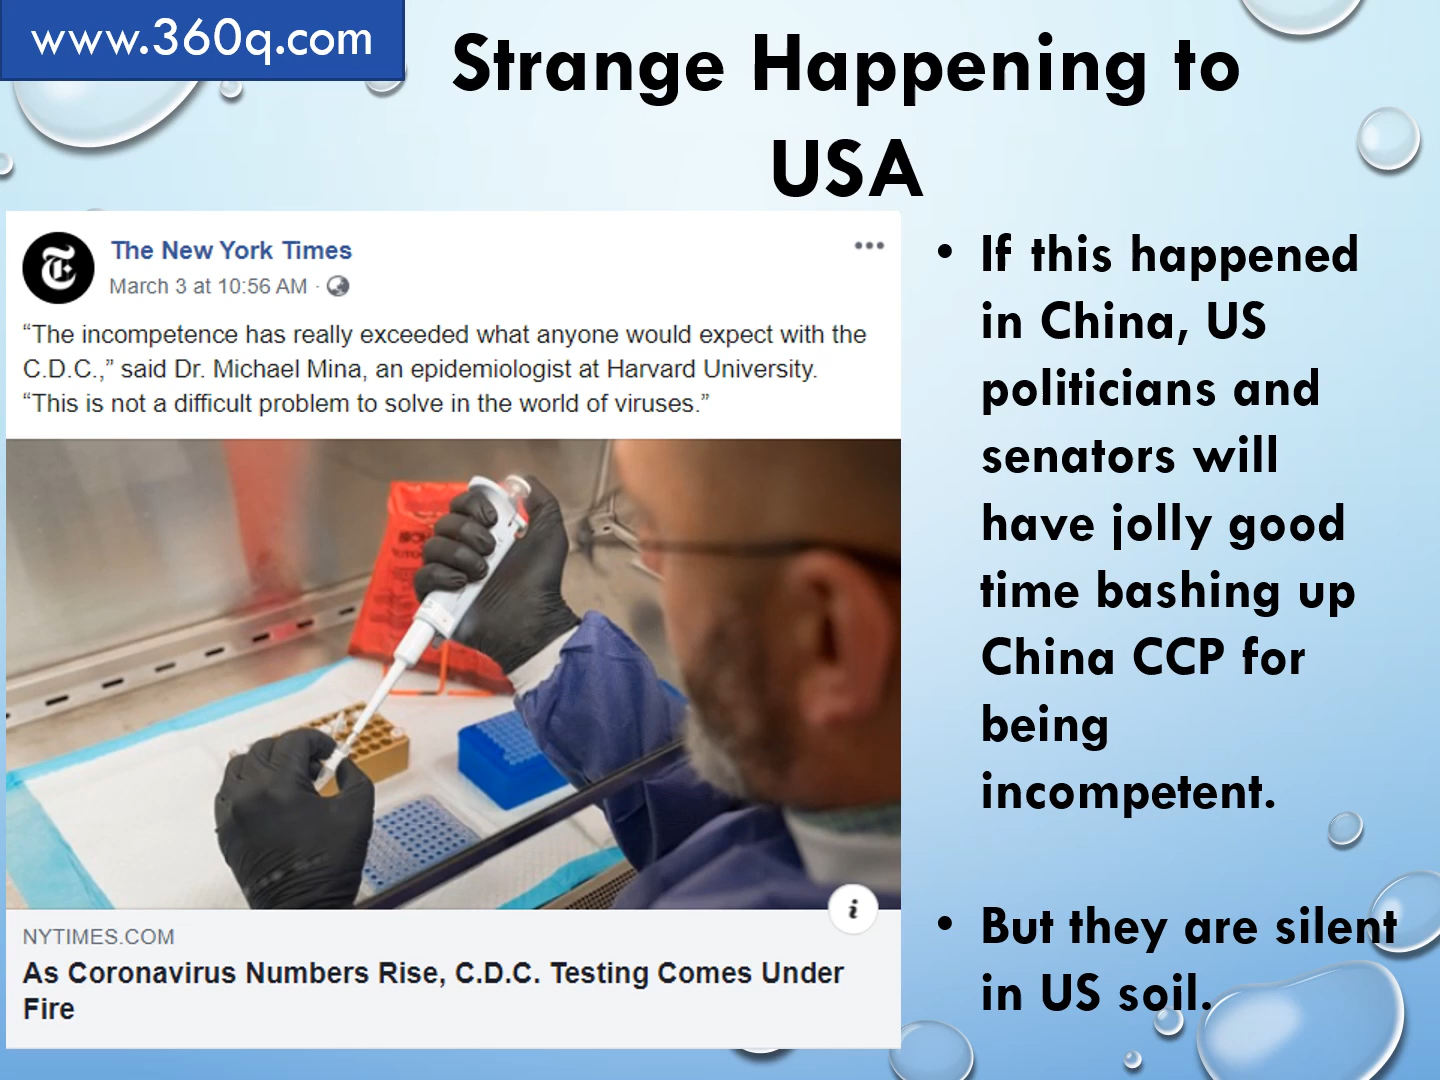 www.360q.com
Strange Happening to
USA
The New York Times
March 3 at 10:56 AM ·
“The incompetence has really exceeded what anyone would expect with the
C.D.C.,” said Dr. Michael Mina, an epidemiologist at Harvard University.
“This is not a difficult problem to solve in the world of viruses.”
NYTIMES.COM
As Coronavirus Numbers Rise, C.D.C. Testing Comes Under
Fire
• If this happened
in China, US
politicians and
senators will
have jolly good
time bashing up
China CCP for
being
incompetent.
• But they are silent
in US soil.